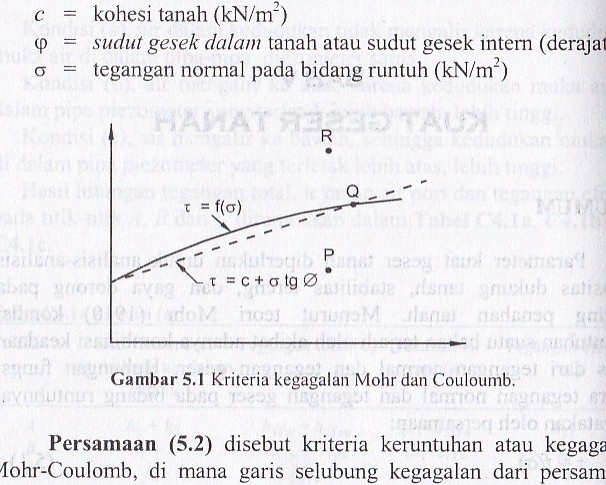 c = kohesi tanah (kN/m²)
φ = sudut gesek dalam tanah atau sudut gesek intern (derajat
σ = tegangan normal pada bidang runtuh (kN/m²)
R
Q
τ = f(σ)
P
τ = c + σ tg Ø
Gambar 5.1 Kriteria kegagalan Mohr dan Couloumb.
Persamaan (5.2) disebut kriteria keruntuhan atau kegaga
Mohr-Coulomb, di mana garis selubung kegagalan dari persam